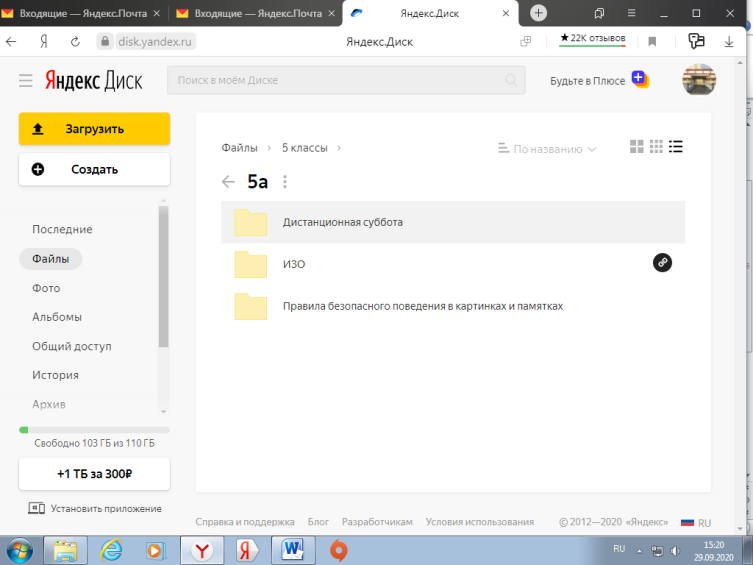 Входящие — Яндекс.Почта
Входящие — Яндекс.Почта
Яндекс.Диск
disk.yandex.ru
Яндекс.Диск
★ 22К отзывов
Яндекс Диск
Поиск в моём Диске
Будьте в Плюсе
Загрузить
Создать
Последние
Файлы
Фото
Альбомы
Общий доступ
История
Архив
Свободно 103 ГБ из 110 ГБ
+1 ТБ за 300₽
Установить приложение
Файлы > 5 классы >
По названию
5а
Дистанционная суббота
ИЗО
Правила безопасного поведения в картинках и памятках
Справка и поддержка Блог Разработчикам Условия использования © 2012—2020 «Яндекс» RU
RU
15:20
29.09.2020